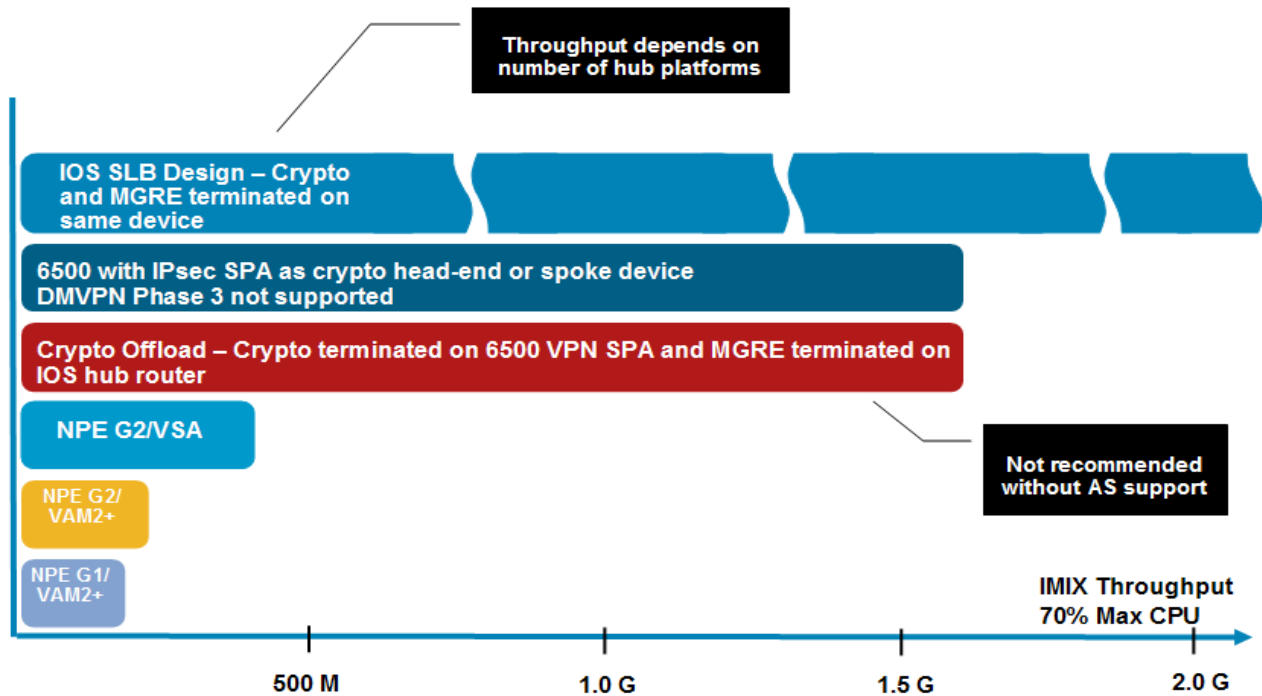 Throughput depends on
number of hub platforms
IOS SLB Design – Crypto
and MGRE terminated on
same device
6500 with IPsec SPA as crypto head-end or spoke device
DMVPN Phase 3 not supported
Crypto Offload – Crypto terminated on 6500 VPN SPA and MGRE terminated on
IOS hub router
NPE G2/VSA
Not recommended
without AS support
NPE G2/
VAM2+
NPE G1/
VAM2+
IMIX Throughput
70% Max CPU
500 M
1.0 G
1.5 G
2.0 G